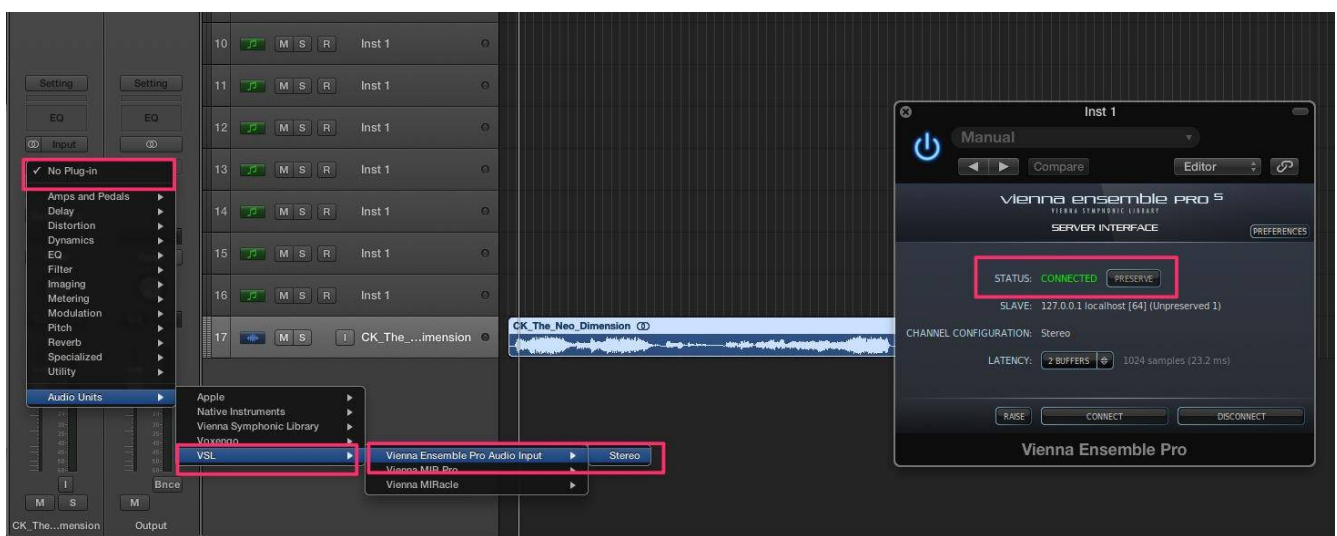 Setting
Setting
EQ
EQ
Input
✓ No Plug-in
Amps and Pedals
Delay
Distortion
Dynamics
EQ
Filter
Imaging
Metering
Modulation
Pitch
Reverb
Specialized
Utility
Audio Units
Apple
Native Instruments
Vienna Symphonic Library
Voxengo
VSL
Vienna Ensemble Pro Audio Input
Stereo
Vienna MIR Pro
Vienna MIRacle
I
Bnce
M S
M
CK_The...mension
Output
10 M S R Inst 1
11 M S R Inst 1
12 M S R Inst 1
13 M S R Inst 1
14 M S R Inst 1
15 M S R Inst 1
16 M S R Inst 1
17 M S I CK_The_...imension
CK_The_Neo_Dimension
Inst 1
Manual
Compare
Editor
vienna ensemble PRO 5
VIENNA SYMPHONIC LIBRARY
SERVER INTERFACE
PREFERENCES
STATUS: CONNECTED PRESERVE
SLAVE: 127.0.0.1 localhost [64] (Unpreserved 1)
CHANNEL CONFIGURATION: Stereo
LATENCY: 2 BUFFERS 1024 samples (23.2 ms)
RAISE CONNECT DISCONNECT
Vienna Ensemble Pro